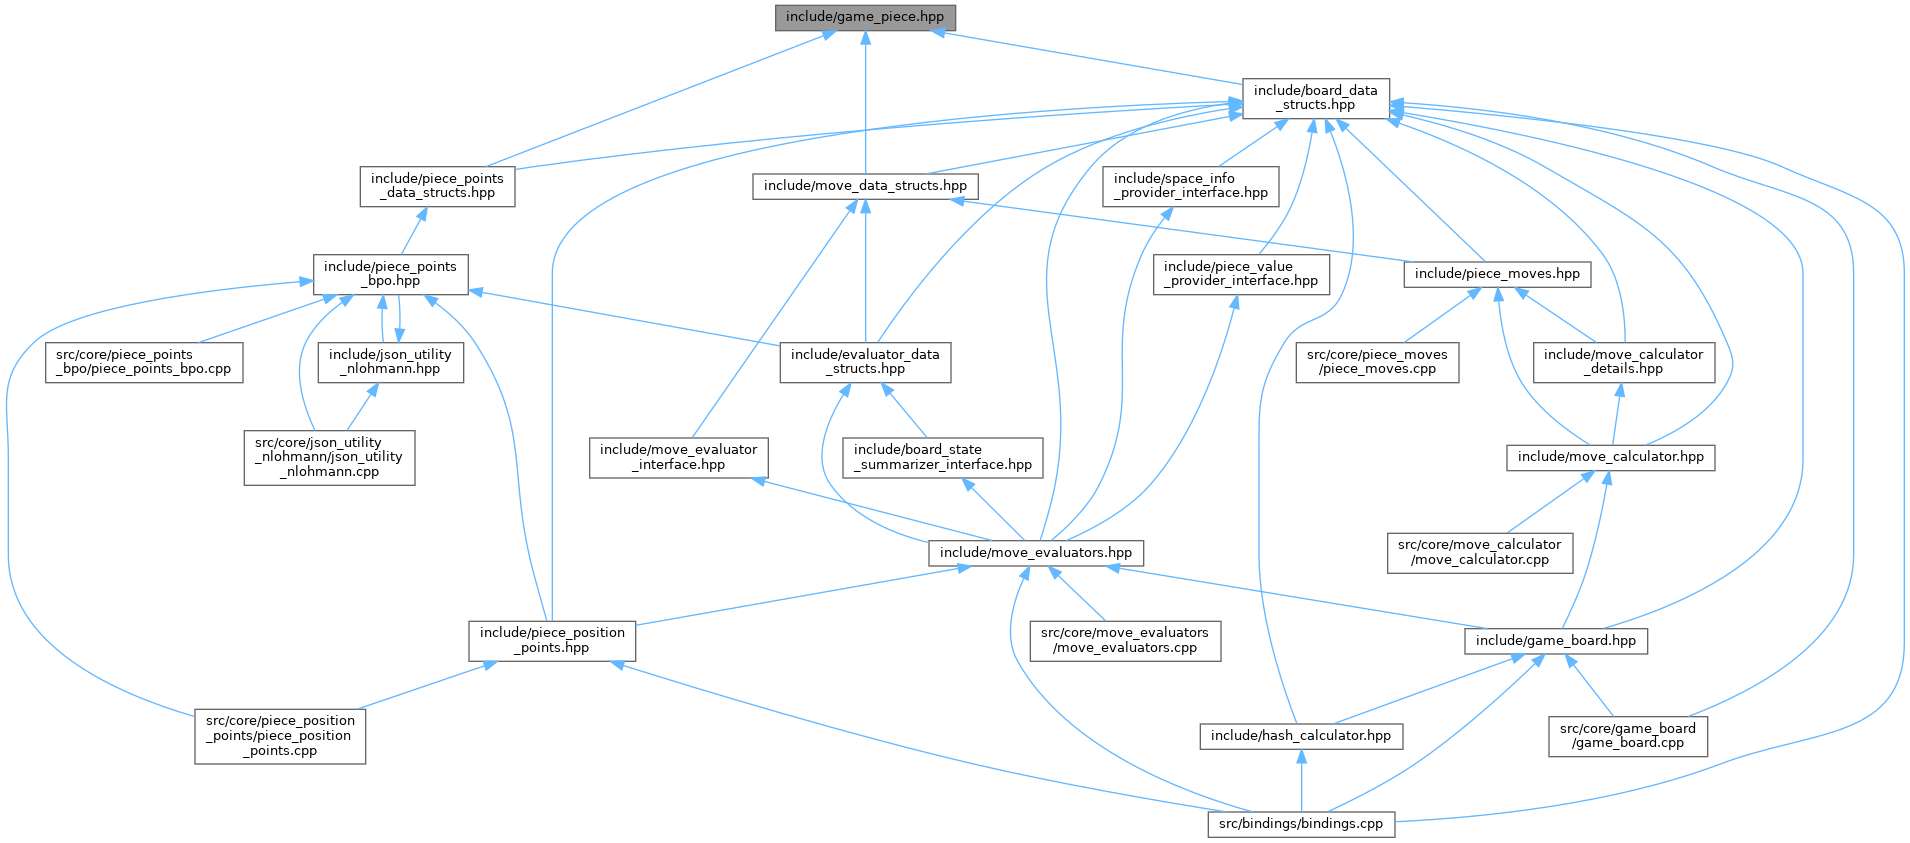 include/game_piece.hpp
include/board_data
_structs.hpp
include/piece_points
_data_structs.hpp
include/move_data_structs.hpp
include/space_info
_provider_interface.hpp
include/piece_points
_bpo.hpp
include/piece_value
_provider_interface.hpp
include/piece_moves.hpp
src/core/piece_points
_bpo/piece_points_bpo.cpp
include/json_utility
_nlohmann.hpp
include/evaluator_data
_structs.hpp
src/core/piece_moves
/piece_moves.cpp
include/move_calculator
_details.hpp
src/core/json_utility
_nlohmann/json_utility
_nlohmann.cpp
include/move_evaluator
_interface.hpp
include/board_state
_summarizer_interface.hpp
include/move_calculator.hpp
include/move_evaluators.hpp
src/core/move_calculator
/move_calculator.cpp
include/piece_position
_points.hpp
src/core/move_evaluators
/move_evaluators.cpp
include/game_board.hpp
src/core/piece_position
_points/piece_position
_points.cpp
include/hash_calculator.hpp
src/core/game_board
/game_board.cpp
src/bindings/bindings.cpp